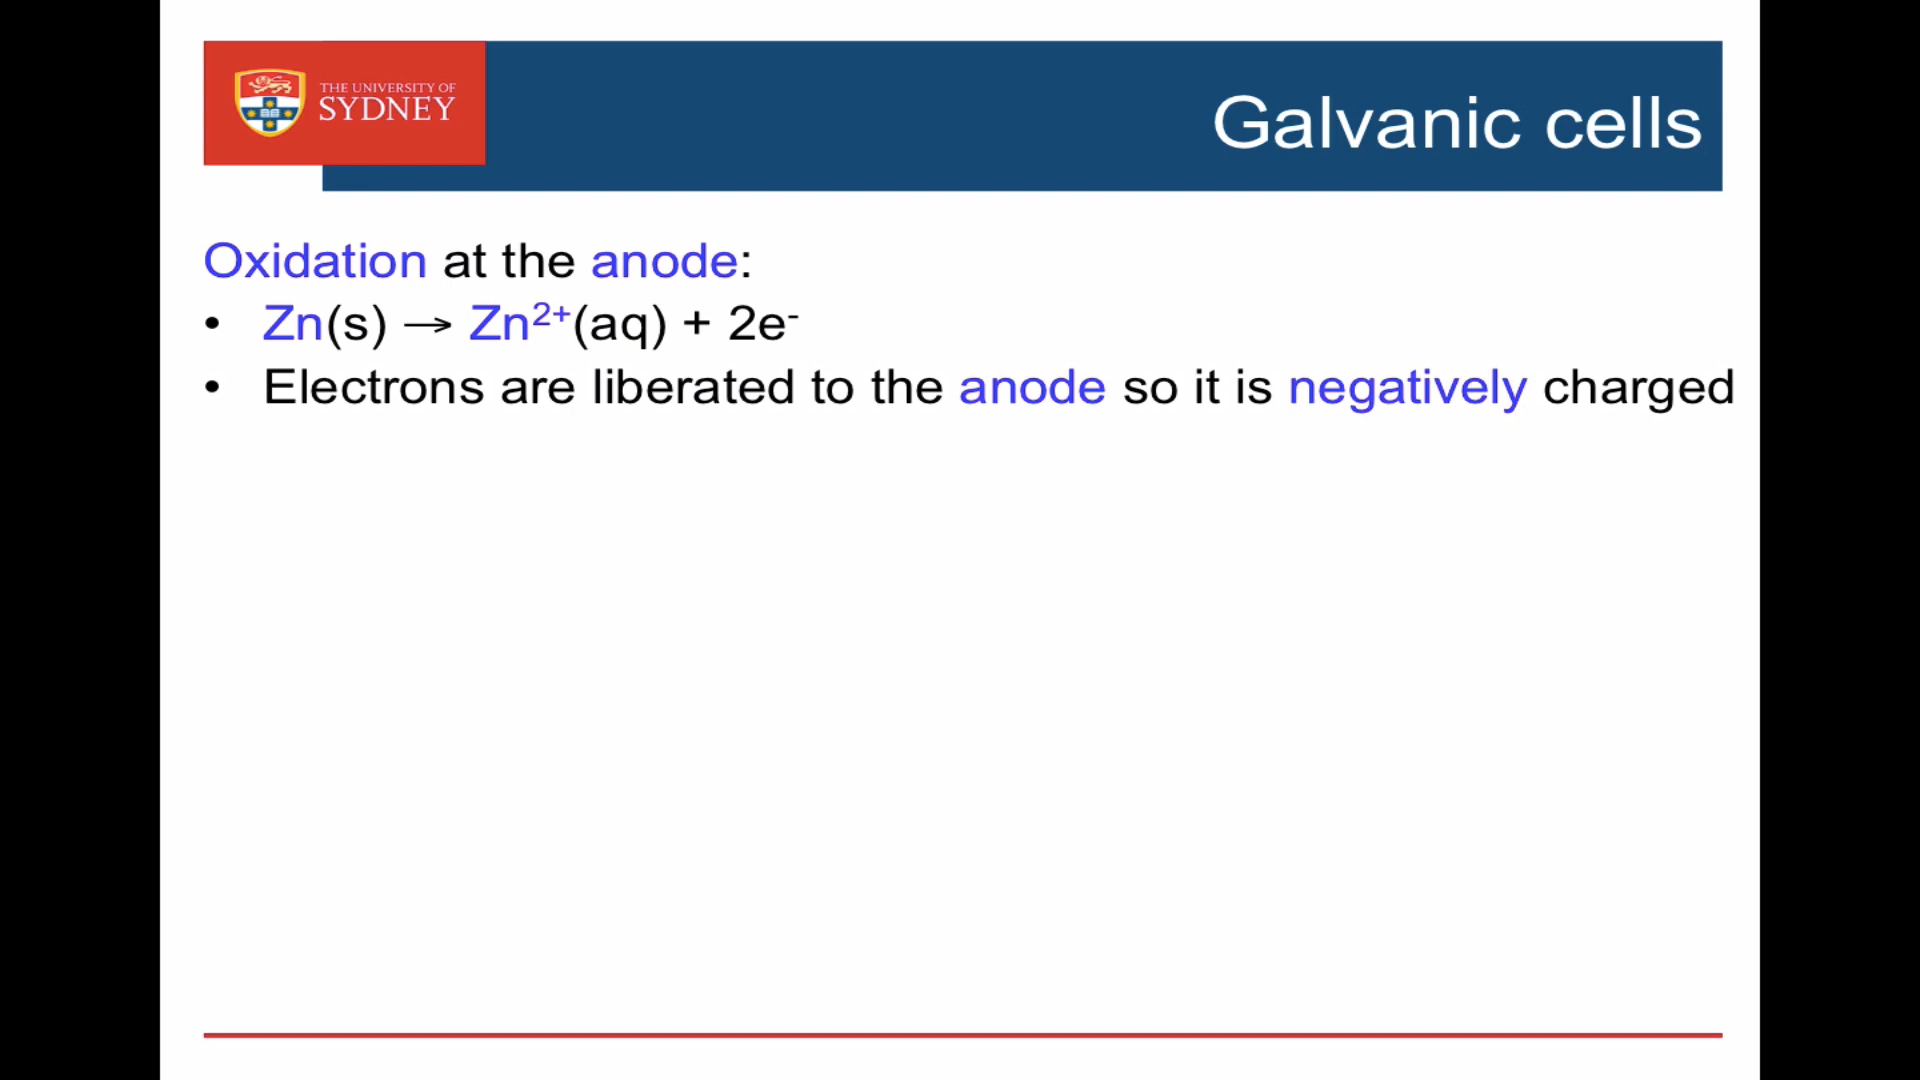 THE UNIVERSITY OF
SYDNEY
Galvanic cells
Oxidation at the anode:
• Zn(s) → Zn²⁺(aq) + 2e⁻
• Electrons are liberated to the anode so it is negatively charged